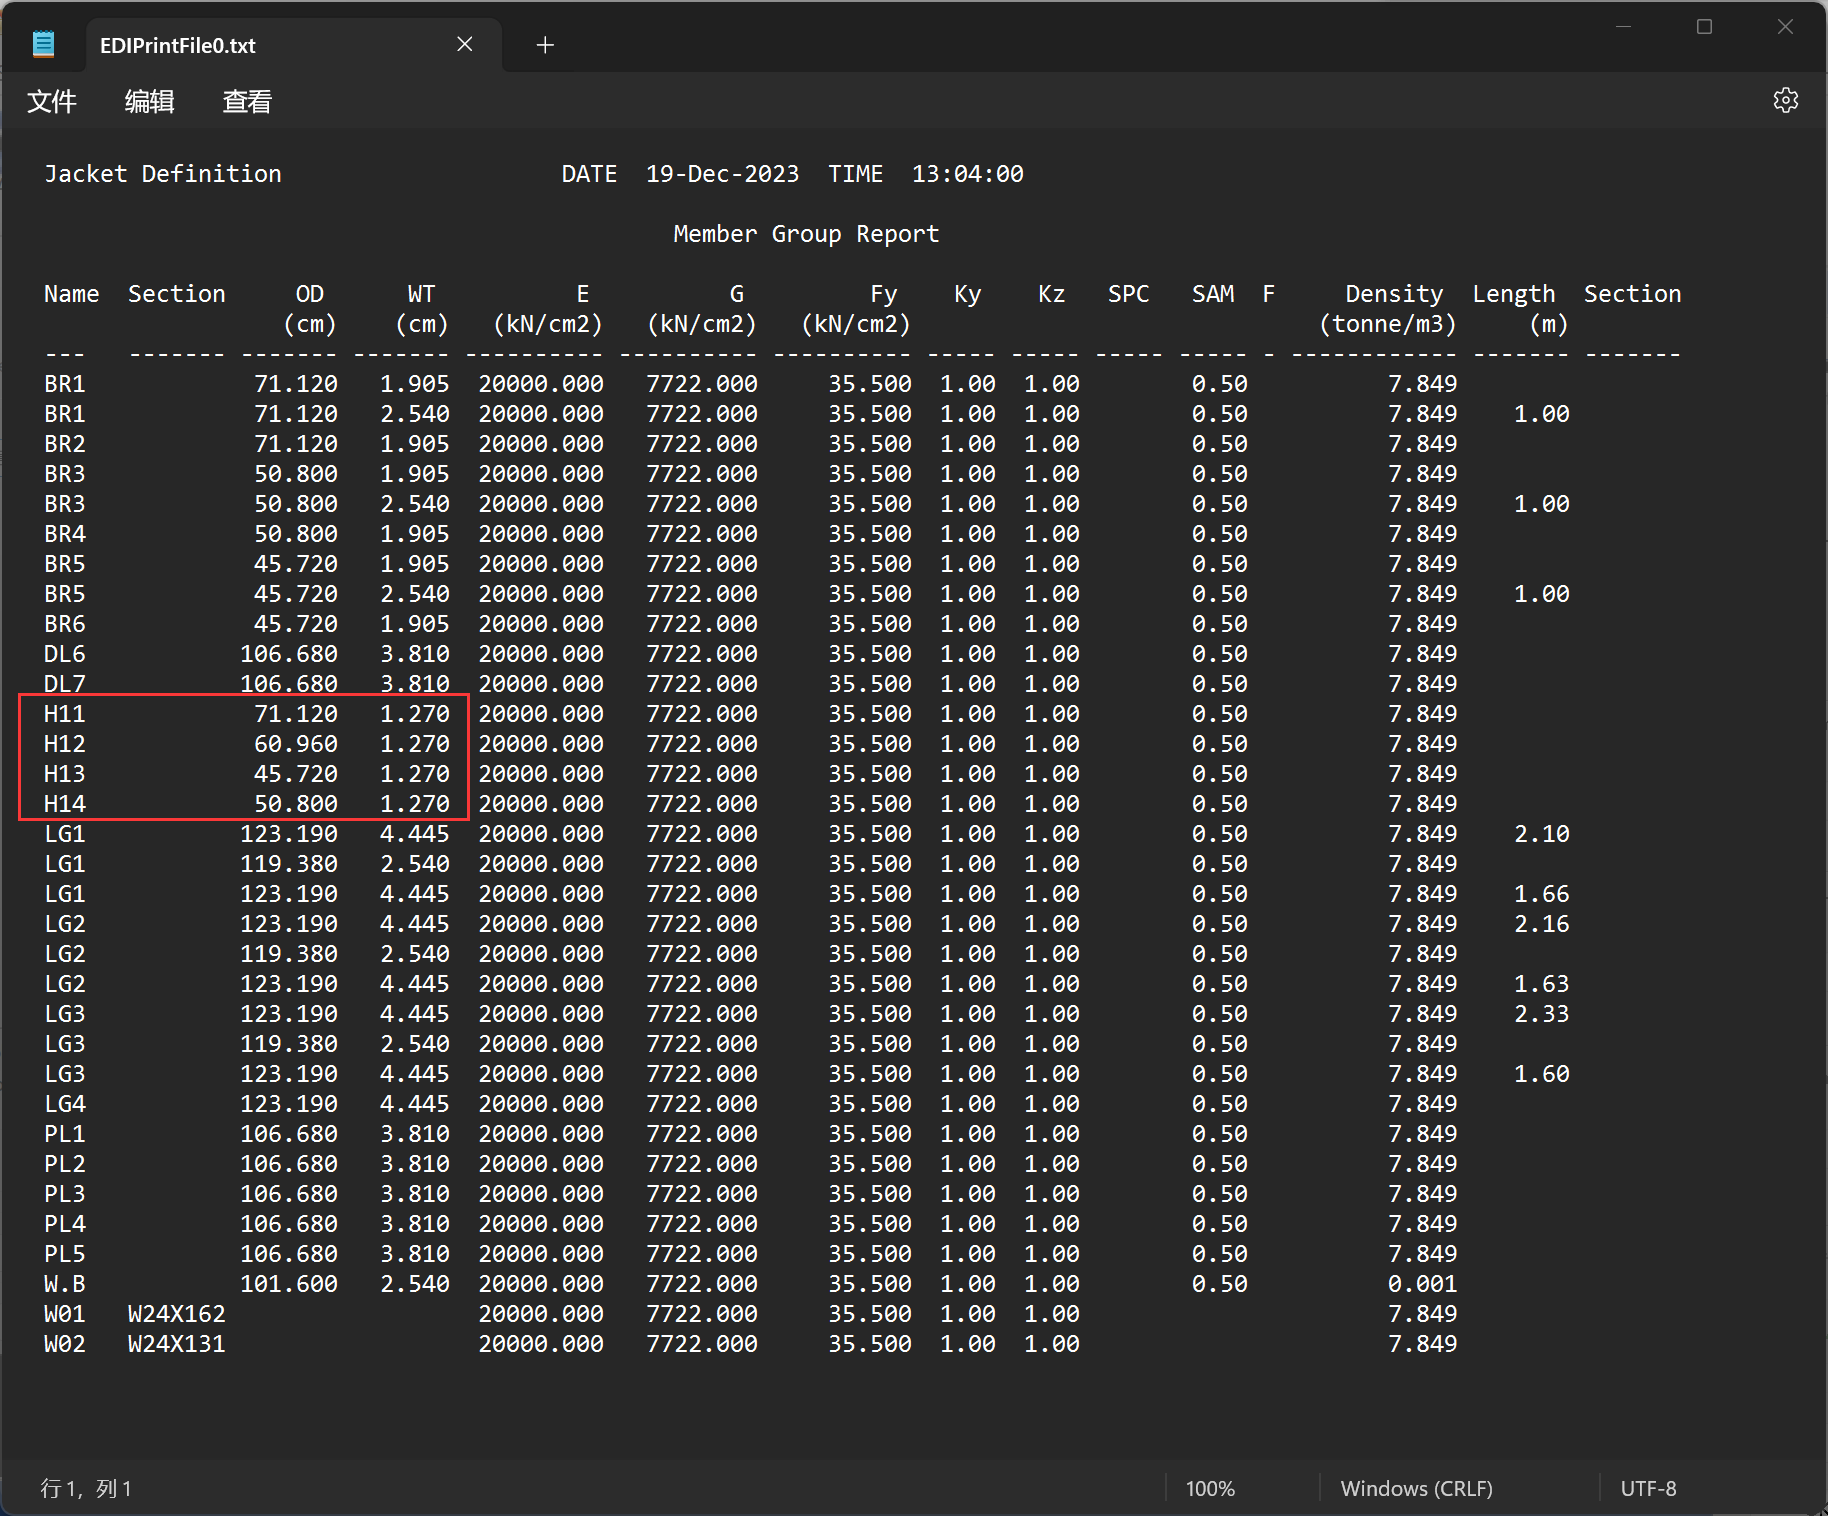 EDIPrintFile0.txt
文件 编辑 查看
Jacket Definition DATE 19-Dec-2023 TIME 13:04:00
Member Group Report
Name Section OD WT E G Fy Ky Kz SPC SAM F Density Length Section
(cm) (cm) (kN/cm2) (kN/cm2) (kN/cm2) (tonne/m3) (m)
--- ------- ------- ------- ---------- ---------- ---------- ----- ----- ----- ----- - ------------ ------- -------
BR1 71.120 1.905 20000.000 7722.000 35.500 1.00 1.00 0.50 7.849
BR1 71.120 2.540 20000.000 7722.000 35.500 1.00 1.00 0.50 7.849 1.00
BR2 71.120 1.905 20000.000 7722.000 35.500 1.00 1.00 0.50 7.849
BR3 50.800 1.905 20000.000 7722.000 35.500 1.00 1.00 0.50 7.849
BR3 50.800 2.540 20000.000 7722.000 35.500 1.00 1.00 0.50 7.849 1.00
BR4 50.800 1.905 20000.000 7722.000 35.500 1.00 1.00 0.50 7.849
BR5 45.720 1.905 20000.000 7722.000 35.500 1.00 1.00 0.50 7.849
BR5 45.720 2.540 20000.000 7722.000 35.500 1.00 1.00 0.50 7.849 1.00
BR6 45.720 1.905 20000.000 7722.000 35.500 1.00 1.00 0.50 7.849
DL6 106.680 3.810 20000.000 7722.000 35.500 1.00 1.00 0.50 7.849
DL7 106.680 3.810 20000.000 7722.000 35.500 1.00 1.00 0.50 7.849
H11 71.120 1.270 20000.000 7722.000 35.500 1.00 1.00 0.50 7.849
H12 60.960 1.270 20000.000 7722.000 35.500 1.00 1.00 0.50 7.849
H13 45.720 1.270 20000.000 7722.000 35.500 1.00 1.00 0.50 7.849
H14 50.800 1.270 20000.000 7722.000 35.500 1.00 1.00 0.50 7.849
LG1 123.190 4.445 20000.000 7722.000 35.500 1.00 1.00 0.50 7.849 2.10
LG1 119.380 2.540 20000.000 7722.000 35.500 1.00 1.00 0.50 7.849
LG1 123.190 4.445 20000.000 7722.000 35.500 1.00 1.00 0.50 7.849 1.66
LG2 123.190 4.445 20000.000 7722.000 35.500 1.00 1.00 0.50 7.849 2.16
LG2 119.380 2.540 20000.000 7722.000 35.500 1.00 1.00 0.50 7.849
LG2 123.190 4.445 20000.000 7722.000 35.500 1.00 1.00 0.50 7.849 1.63
LG3 123.190 4.445 20000.000 7722.000 35.500 1.00 1.00 0.50 7.849 2.33
LG3 119.380 2.540 20000.000 7722.000 35.500 1.00 1.00 0.50 7.849
LG3 123.190 4.445 20000.000 7722.000 35.500 1.00 1.00 0.50 7.849 1.60
LG4 123.190 4.445 20000.000 7722.000 35.500 1.00 1.00 0.50 7.849
PL1 106.680 3.810 20000.000 7722.000 35.500 1.00 1.00 0.50 7.849
PL2 106.680 3.810 20000.000 7722.000 35.500 1.00 1.00 0.50 7.849
PL3 106.680 3.810 20000.000 7722.000 35.500 1.00 1.00 0.50 7.849
PL4 106.680 3.810 20000.000 7722.000 35.500 1.00 1.00 0.50 7.849
PL5 106.680 3.810 20000.000 7722.000 35.500 1.00 1.00 0.50 7.849
W.B 101.600 2.540 20000.000 7722.000 35.500 1.00 1.00 0.50 0.001
W01 W24X162 20000.000 7722.000 35.500 1.00 1.00 7.849
W02 W24X131 20000.000 7722.000 35.500 1.00 1.00 7.849
行 1, 列 1 100% Windows (CRLF) UTF-8